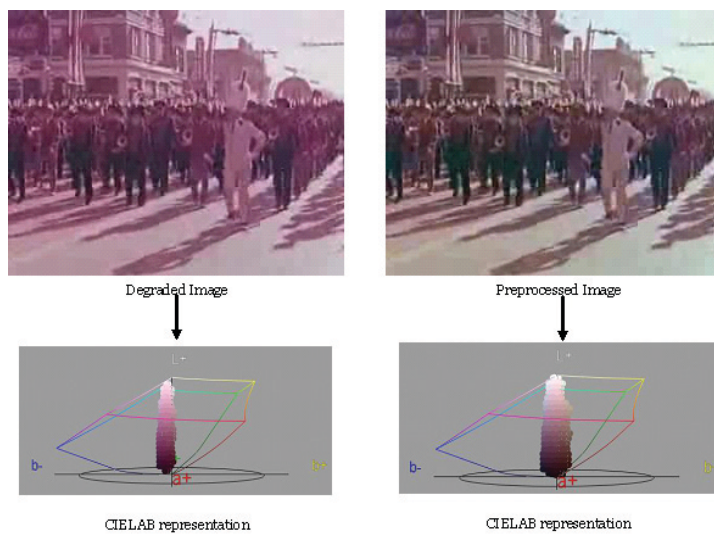 Degraded Image
Preprocessed Image
L*
L*
b-
b+
a+
b-
b
a+
CIELAB representation
CIELAB representation